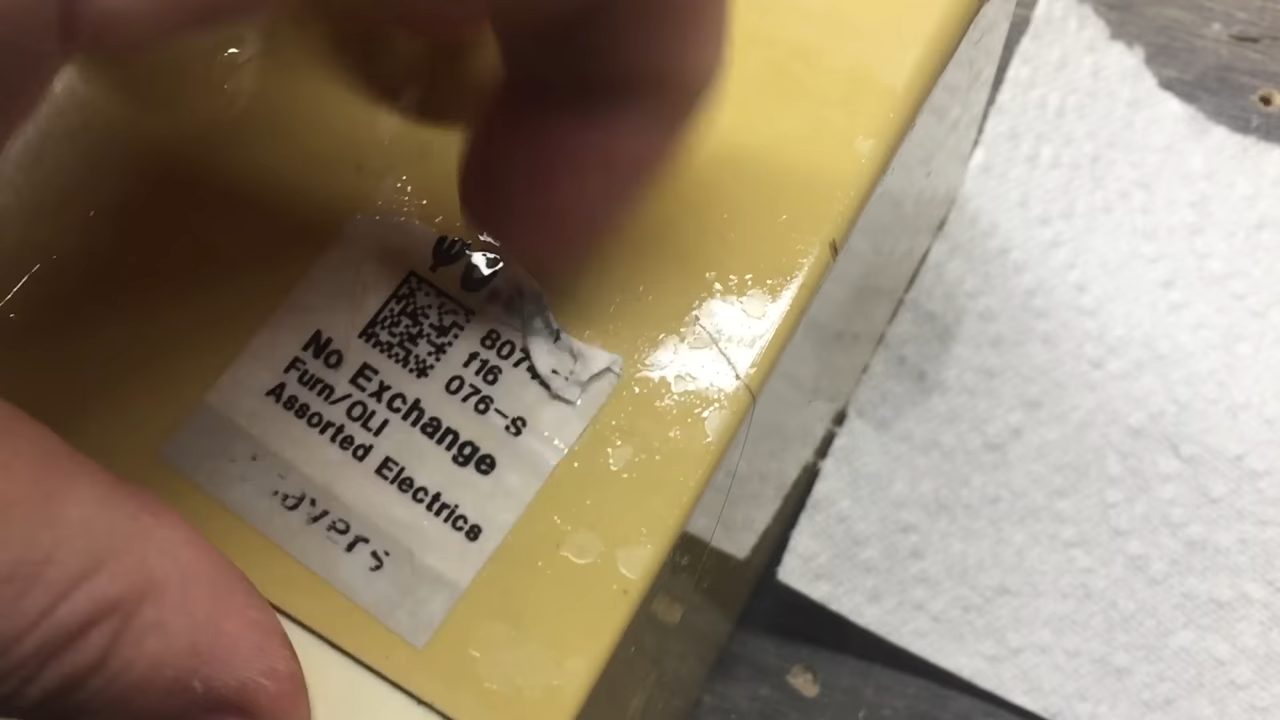 f16
076-S
No Exchange
Furn/OLI
Assorted Electrics